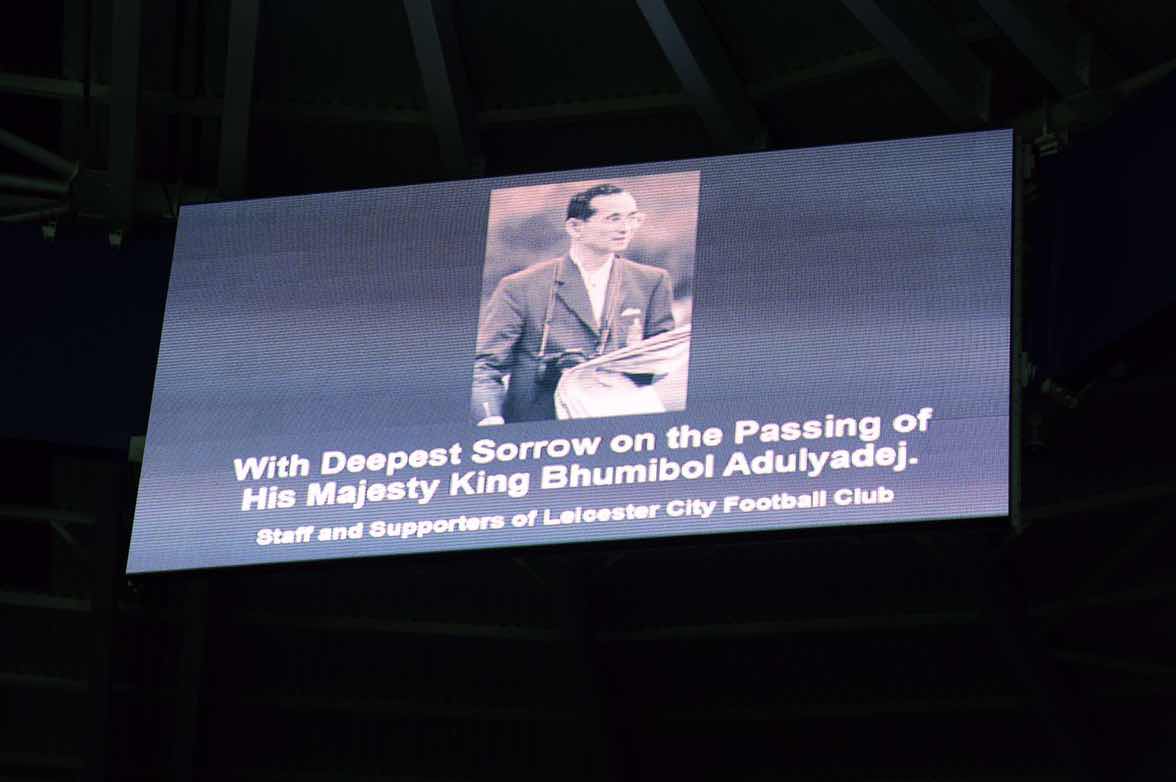 With Deepest Sorrow on the Passing of
His Majesty King Bhumibol Adulyadej.
Staff and Supporters of Leicester City Football Club